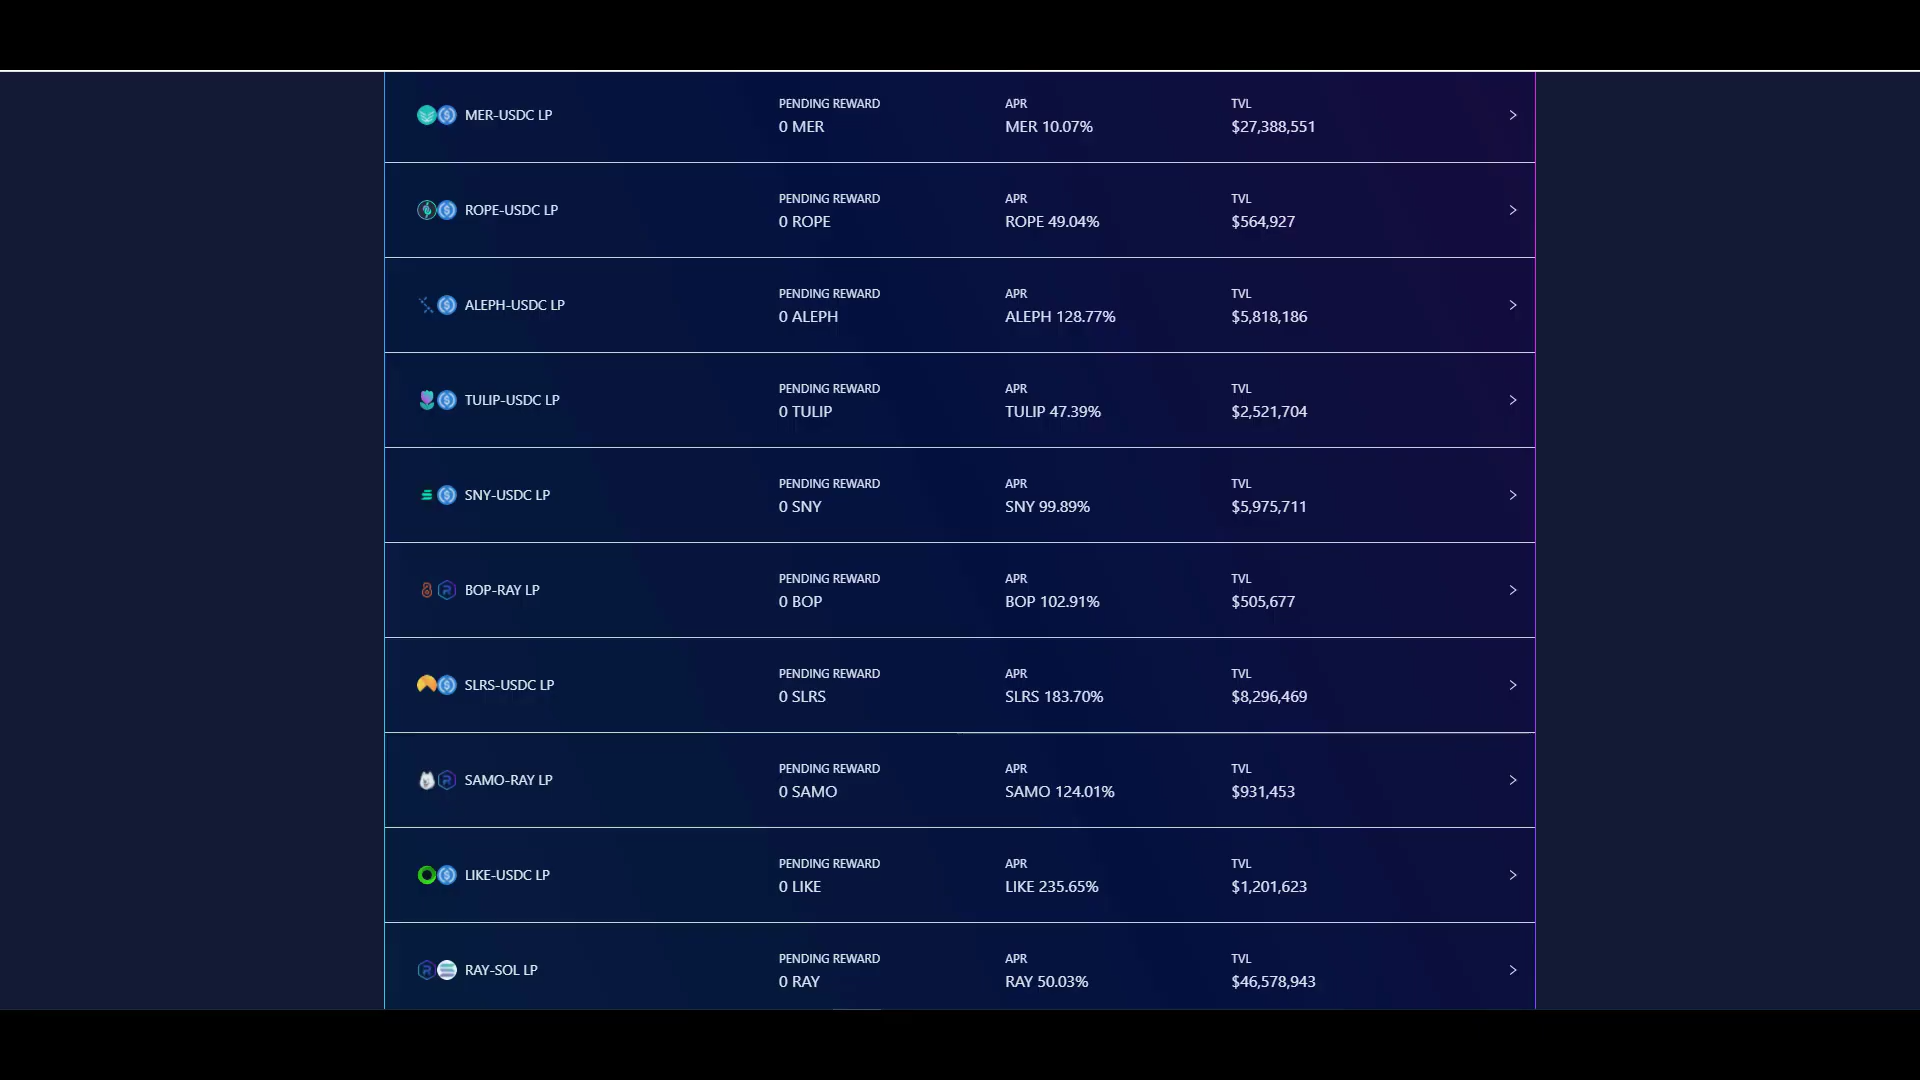 MER-USDC LP
PENDING REWARD
0 MER
APR
MER 10.07%
TVL
$27,388,551
ROPE-USDC LP
PENDING REWARD
0 ROPE
APR
ROPE 49.04%
TVL
$564,927
ALEPH-USDC LP
PENDING REWARD
0 ALEPH
APR
ALEPH 128.77%
TVL
$5,818,186
TULIP-USDC LP
PENDING REWARD
0 TULIP
APR
TULIP 47.39%
TVL
$2,521,704
SNY-USDC LP
PENDING REWARD
0 SNY
APR
SNY 99.89%
TVL
$5,975,711
BOP-RAY LP
PENDING REWARD
0 BOP
APR
BOP 102.91%
TVL
$505,677
SLRS-USDC LP
PENDING REWARD
0 SLRS
APR
SLRS 183.70%
TVL
$8,296,469
SAMO-RAY LP
PENDING REWARD
0 SAMO
APR
SAMO 124.01%
TVL
$931,453
LIKE-USDC LP
PENDING REWARD
0 LIKE
APR
LIKE 235.65%
TVL
$1,201,623
RAY-SOL LP
PENDING REWARD
0 RAY
APR
RAY 50.03%
TVL
$46,578,943